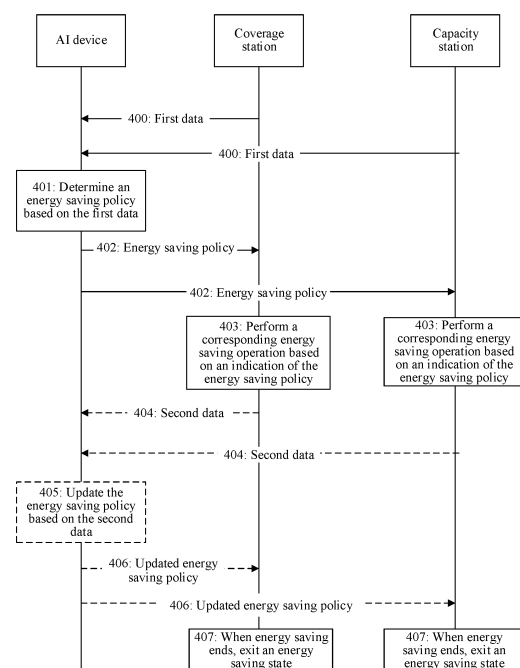 AI device
Coverage
station
Capacity
station
400: First data
400: First data
401: Determine an
energy saving policy
based on the first data
402: Energy saving policy
402: Energy saving policy
403: Perform a
corresponding energy
saving operation based
on an indication of the
energy saving policy
403: Perform a
corresponding energy
saving operation based
on an indication of the
energy saving policy
404: Second data
404: Second data
405: Update the
energy saving policy
based on the second
data
406: Updated energy
saving policy
406: Updated energy saving policy
407: When energy saving
ends, exit an energy
saving state
407: When energy
saving ends, exit an
energy saving state